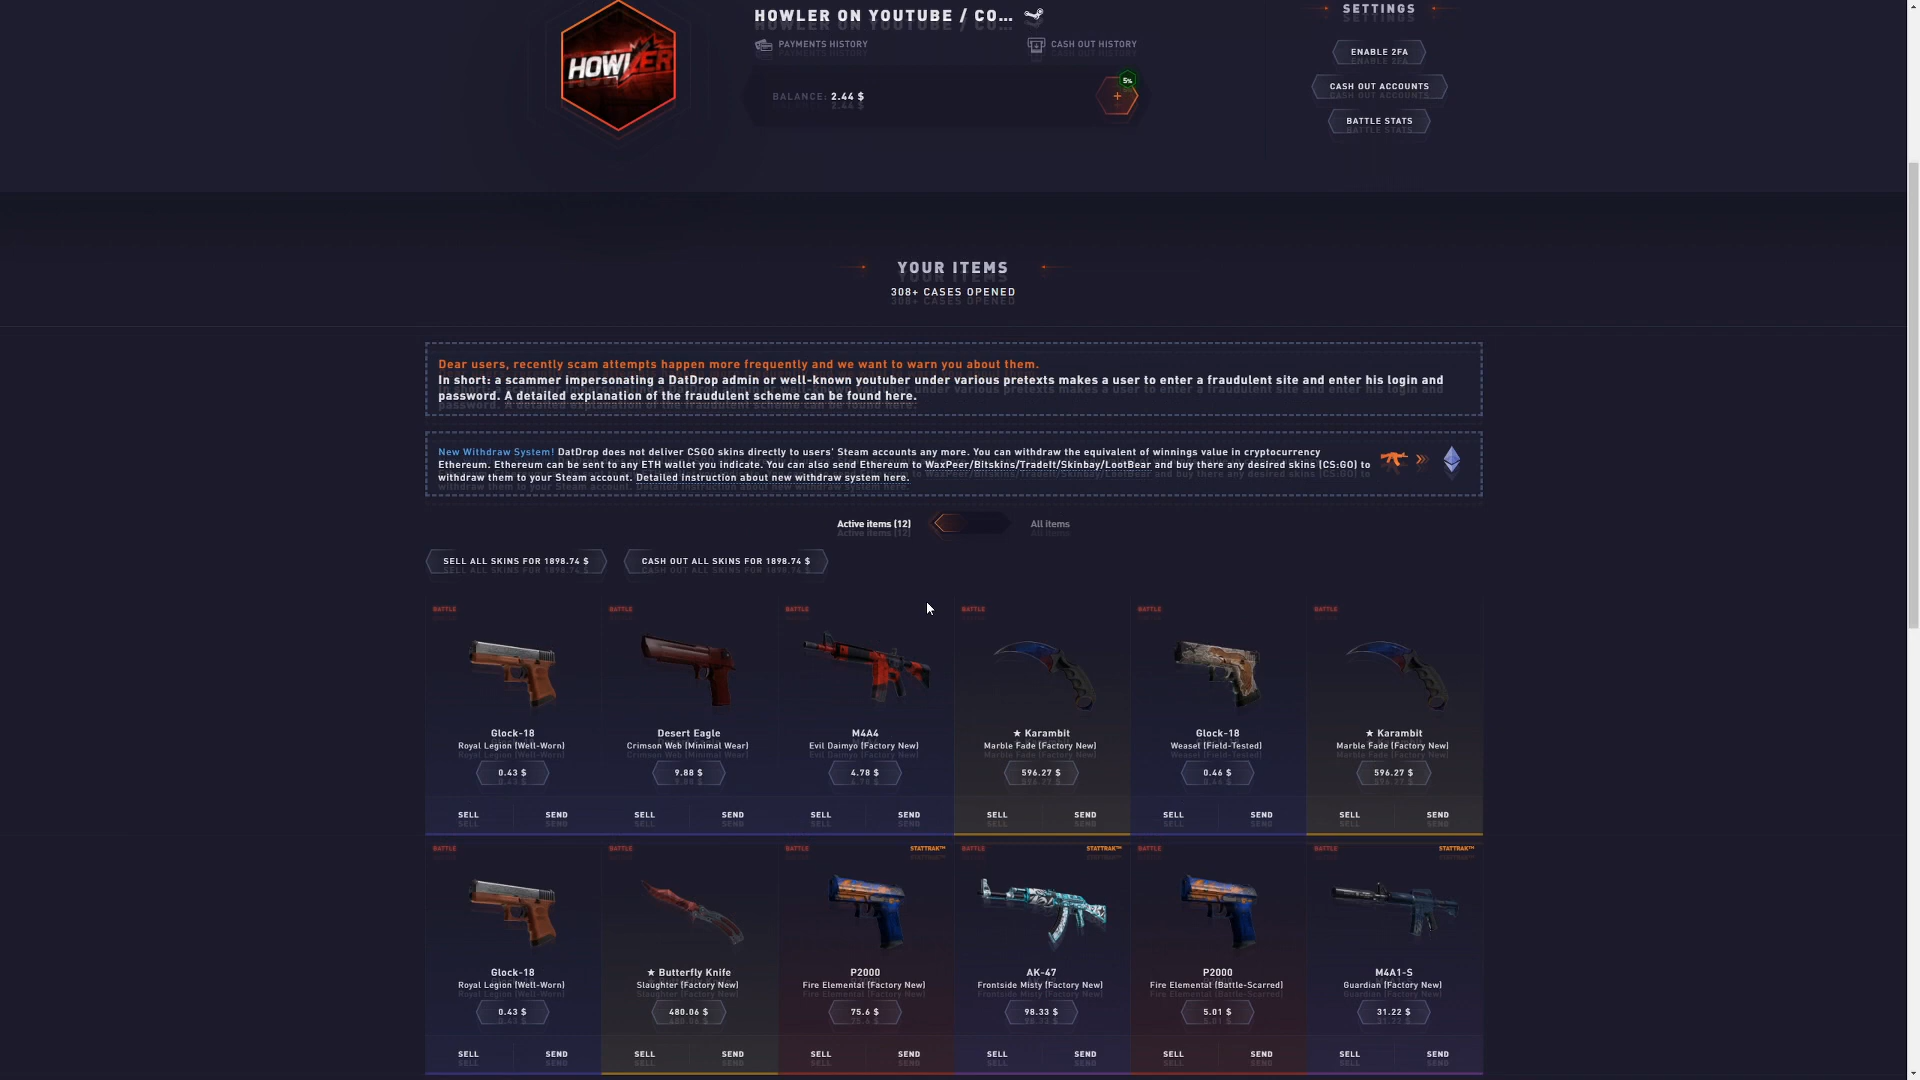 HOWLER
HOWLER ON YOUTUBE / CO...
PAYMENTS HISTORY
CASH OUT HISTORY
BALANCE: 2.44 $
5%
+
SETTINGS
ENABLE 2FA
CASH OUT ACCOUNTS
BATTLE STATS
YOUR ITEMS
308+ CASES OPENED
Dear users, recently scam attempts happen more frequently and we want to warn you about them.
In short: a scammer impersonating a DatDrop admin or well-known youtuber under various pretexts makes a user to enter a fraudulent site and enter his login and
password. A detailed explanation of the fraudulent scheme can be found here.
New Withdraw System! DatDrop does not deliver CSGO skins directly to users' Steam accounts any more. You can withdraw the equivalent of winnings value in cryptocurrency
Ethereum. Ethereum can be sent to any ETH wallet you indicate. You can also send Ethereum to WaxPeer/Bitskins/TradeIt/Skinbay/LootBear and buy there any desired skins (CS:GO) to
withdraw them to your Steam account. Detailed instruction about new withdraw system here.
Active items (12)
All items
SELL ALL SKINS FOR 1898.74 $
CASH OUT ALL SKINS FOR 1898.74 $
BATTLE
Glock-18
Royal Legion (Well-Worn)
0.43 $
SELL SEND
BATTLE
Desert Eagle
Crimson Web (Minimal Wear)
9.88 $
SELL SEND
BATTLE
M4A4
Evil Daimyo (Factory New)
4.78 $
SELL SEND
BATTLE
★ Karambit
Marble Fade (Factory New)
596.27 $
SELL SEND
BATTLE
Glock-18
Weasel (Field-Tested)
0.46 $
SELL SEND
BATTLE
★ Karambit
Marble Fade (Factory New)
596.27 $
SELL SEND
BATTLE
Glock-18
Royal Legion (Well-Worn)
0.43 $
SELL SEND
BATTLE
★ Butterfly Knife
Slaughter (Factory New)
480.06 $
SELL SEND
BATTLE STATTRAK™
P2000
Fire Elemental (Factory New)
75.6 $
SELL SEND
BATTLE STATTRAK™
AK-47
Frontside Misty (Factory New)
98.33 $
SELL SEND
BATTLE
P2000
Fire Elemental (Battle-Scarred)
5.01 $
SELL SEND
BATTLE STATTRAK™
M4A1-S
Guardian (Factory New)
31.22 $
SELL SEND